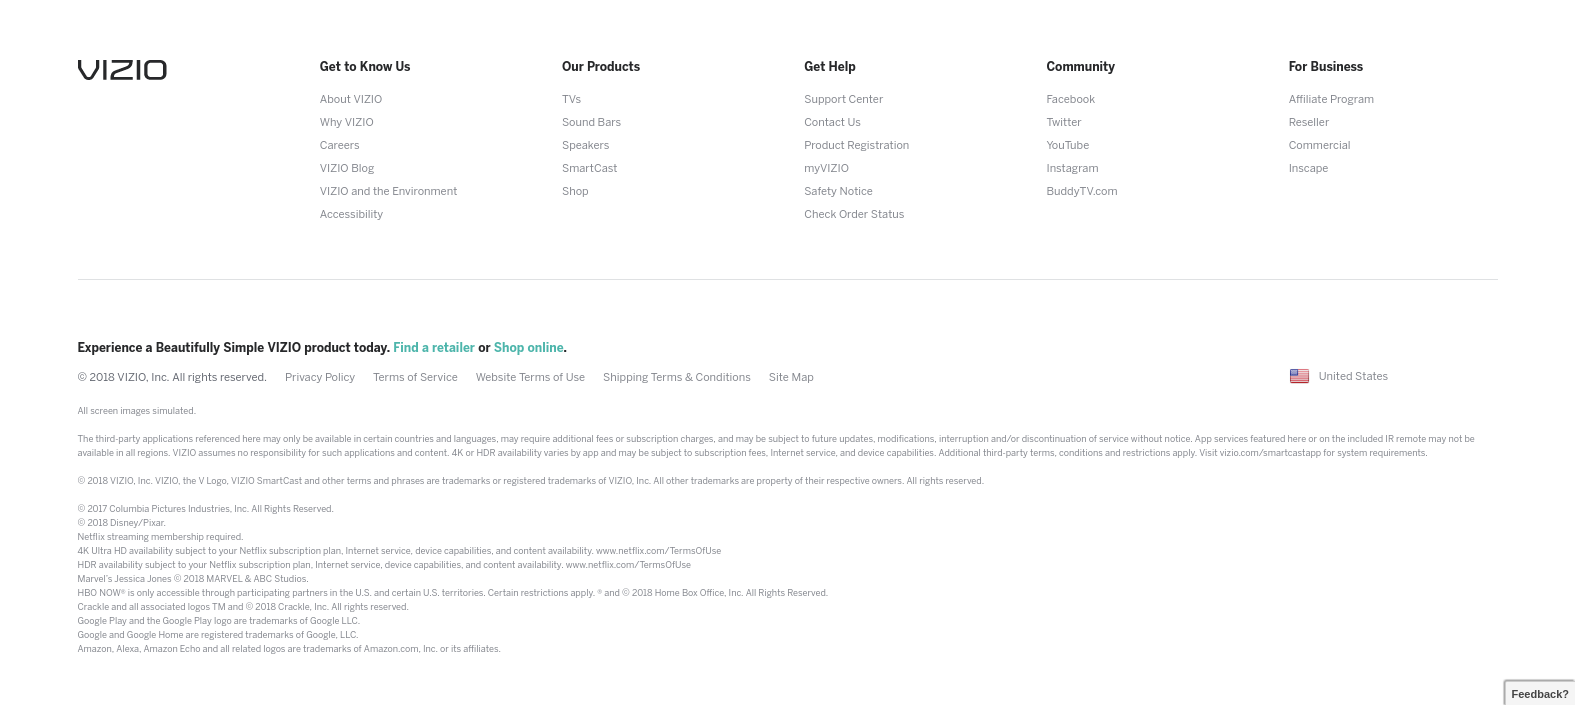 VIZIO
Get to Know Us
About VIZIO
Why VIZIO
Careers
VIZIO Blog
VIZIO and the Environment
Accessibility
Our Products
TVs
Sound Bars
Speakers
SmartCast
Shop
Get Help
Support Center
Contact Us
Product Registration
myVIZIO
Safety Notice
Check Order Status
Community
Facebook
Twitter
YouTube
Instagram
BuddyTV.com
For Business
Affiliate Program
Reseller
Commercial
Inscape
Experience a Beautifully Simple VIZIO product today. Find a retailer or Shop online.
© 2018 VIZIO, Inc. All rights reserved. Privacy Policy Terms of Service Website Terms of Use Shipping Terms & Conditions Site Map
United States
All screen images simulated.
The third-party applications referenced here may only be available in certain countries and languages, may require additional fees or subscription charges, and may be subject to future updates, modifications, interruption and/or discontinuation of service without notice. App services featured here or on the included IR remote may not be
available in all regions. VIZIO assumes no responsibility for such applications and content. 4K or HDR availability varies by app and may be subject to subscription fees, Internet service, and device capabilities. Additional third-party terms, conditions and restrictions apply. Visit vizio.com/smartcastapp for system requirements.
© 2018 VIZIO, Inc. VIZIO, the V Logo, VIZIO SmartCast and other terms and phrases are trademarks or registered trademarks of VIZIO, Inc. All other trademarks are property of their respective owners. All rights reserved.
© 2017 Columbia Pictures Industries, Inc. All Rights Reserved.
© 2018 Disney/Pixar.
Netflix streaming membership required.
4K Ultra HD availability subject to your Netflix subscription plan, Internet service, device capabilities, and content availability. www.netflix.com/TermsOfUse
HDR availability subject to your Netflix subscription plan, Internet service, device capabilities, and content availability. www.netflix.com/TermsOfUse
Marvel's Jessica Jones © 2018 MARVEL & ABC Studios.
HBO NOW® is only accessible through participating partners in the U.S. and certain U.S. territories. Certain restrictions apply. ® and © 2018 Home Box Office, Inc. All Rights Reserved.
Crackle and all associated logos TM and © 2018 Crackle, Inc. All rights reserved.
Google Play and the Google Play logo are trademarks of Google LLC.
Google and Google Home are registered trademarks of Google, LLC.
Amazon, Alexa, Amazon Echo and all related logos are trademarks of Amazon.com, Inc. or its affiliates.
Feedback?